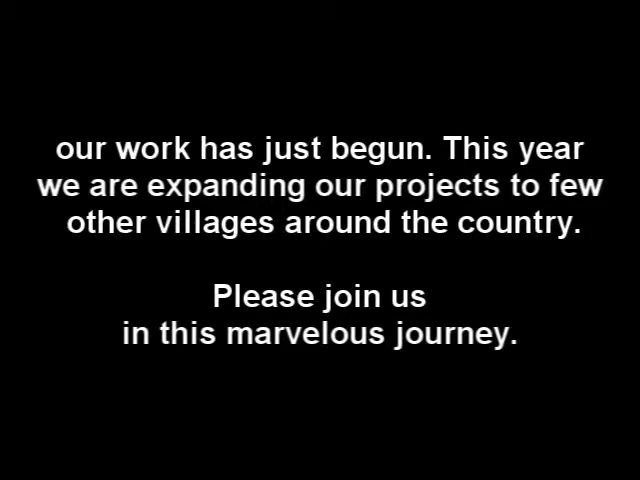 our work has just begun. This year
we are expanding our projects to few
other villages around the country.
Please join us
in this marvelous journey.